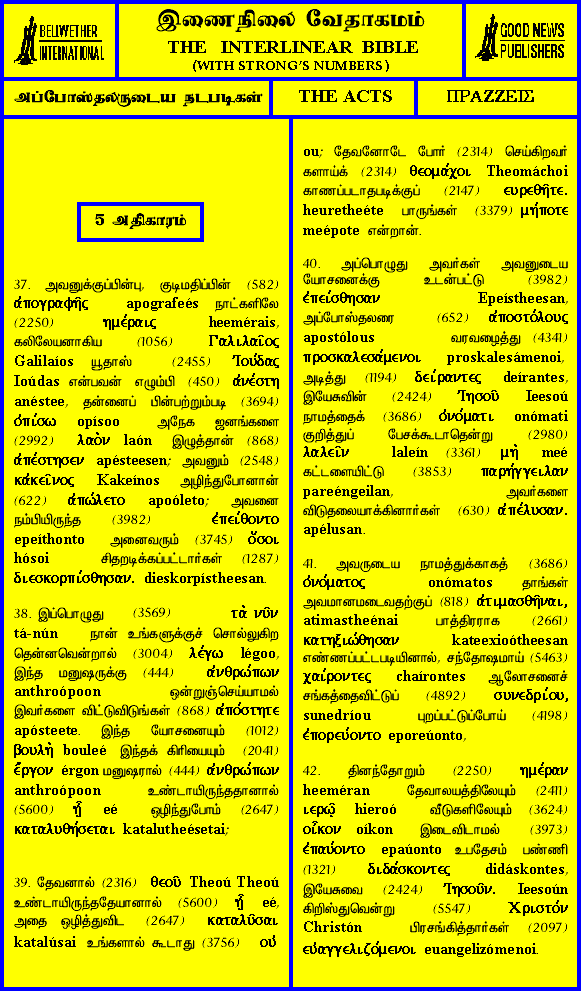 BELLWETHER
INTERNATIONAL
இணைநிலை வேதாகமம்
THE INTERLINEAR BIBLE
(WITH STRONG'S NUMBERS)
GOOD NEWS
PUBLISHERS
அப்போஸ்தலருடைய நடபடிகள்
THE ACTS
ΠΡΑΖΖΕΙΣ
5 அதிகாரம்
37. அவனுக்குப்பின்பு, குடிமதிப்பின் (582)
ἀπογραφῆς apografeés நாட்களிலே
(2250) ημέραις heemérais,
கலிலேயனாகிய (1056) Γαλιλαῖος
Galilaíos யூதாஸ் (2455) Ἰούδας
Ioúdas என்பவன் எழும்பி (450) ἀνέστη
anéstee, தன்னைப் பின்பற்றும்படி (3694)
ὀπίσω opísoo அநேக ஜனங்களை
(2992) λαὸν laón இழுத்தான் (868)
ἀπέστησεν apésteesen; அவனும் (2548)
κἀκεῖνος Kakeínos அழிந்துபோனான்
(622) ἀπώλετο apoóleto; அவனை
நம்பியிருந்த (3982) ἐπείθοντο
epeíthonto அனைவரும் (3745) ὅσοι
hósoi சிதறடிக்கப்பட்டார்கள் (1287)
διεσκορπίσθησαν. dieskorpístheesan.
38. இப்பொழுது (3569) τὰ νῦν
tá-nún நான் உங்களுக்குச் சொல்லுகிற
தென்னவென்றால் (3004) λέγω légoo,
இந்த மனுஷருக்கு (444) ἀνθρώπων
anthroópoon ஒன்றுஞ்செய்யாமல்
இவர்களை விட்டுவிடுங்கள் (868) ἀπόστητε
apósteete. இந்த யோசனையும் (1012)
βουλὴ bouleé இந்தக் கிரியையும் (2041)
ἔργον érgon மனுஷரால் (444) ἀνθρώπων
anthroópoon உண்டாயிருந்ததானால்
(5600) ᾖ eé ஒழிந்துபோம் (2647)
καταλυθήσεται katalutheésetai;
39. தேவனால் (2316) θεοῦ Theoú Theoú
உண்டாயிருந்ததேயானால் (5600) ᾖ eé,
அதை ஒழித்துவிட (2647) καταλῦσαι
katalúsai உங்களால் கூடாது (3756) οὐ
ou; தேவனோடே போர் (2314) செய்கிறவர்
களாய்க் (2314) θεομάχοι Theomáchoi
காணப்படாதபடிக்குப் (2147) ευρεθῆτε.
heuretheéte பாருங்கள் (3379) μήποτε
meépote என்றான்.
40. அப்பொழுது அவர்கள் அவனுடைய
யோசனைக்கு உடன்பட்டு (3982)
ἐπείσθησαν Epeístheesan,
அப்போஸ்தலரை (652) ἀποστόλους
apostólous வரவழைத்து (4341)
προσκαλεσάμενοι proskalesámenoi,
அடித்து (1194) δείραντες deírantes,
இயேசுவின் (2424) Ἰησοῦ Ieesoú
நாமத்தைக் (3686) ὀνόματι onómati
குறித்துப் பேசக்கூடாதென்று (2980)
λαλεῖν laleín (3361) μὴ meé
கட்டளையிட்டு (3853) παρήγγειλαν
pareéngeilan, அவர்களை
விடுதலையாக்கினார்கள் (630) ἀπέλυσαν.
apélusan.
41. அவருடைய நாமத்துக்காகத் (3686)
ὀνόματος onómatos தாங்கள்
அவமானமடைவதற்குப் (818) ἀτιμασθῆναι,
atimastheénai பாத்திரராக (2661)
κατηξιώθησαν kateexioótheesan
எண்ணப்பட்டபடியினால், சந்தோஷமாய் (5463)
χαίροντες chaírontes ஆலோசனைச்
சங்கத்தைவிட்டுப் (4892) συνεδρίου,
sunedríou புறப்பட்டுப்போய் (4198)
ἐπορεύοντο eporeúonto,
42. தினந்தோறும் (2250) ημέραν
heeméran தேவாலயத்திலேயும் (2411)
ιερῷ hieroó வீடுகளிலேயும் (3624)
οἶκον oíkon இடைவிடாமல் (3973)
ἐπαύοντο epaúonto உபதேசம் பண்ணி
(1321) διδάσκοντες didáskontes,
இயேசுவை (2424) Ἰησοῦν. Ieesoún
கிறிஸ்துவென்று (5547) Χριστόν
Christón பிரசங்கித்தார்கள் (2097)
εὐαγγελιζόμενοι euangelizómenoi.